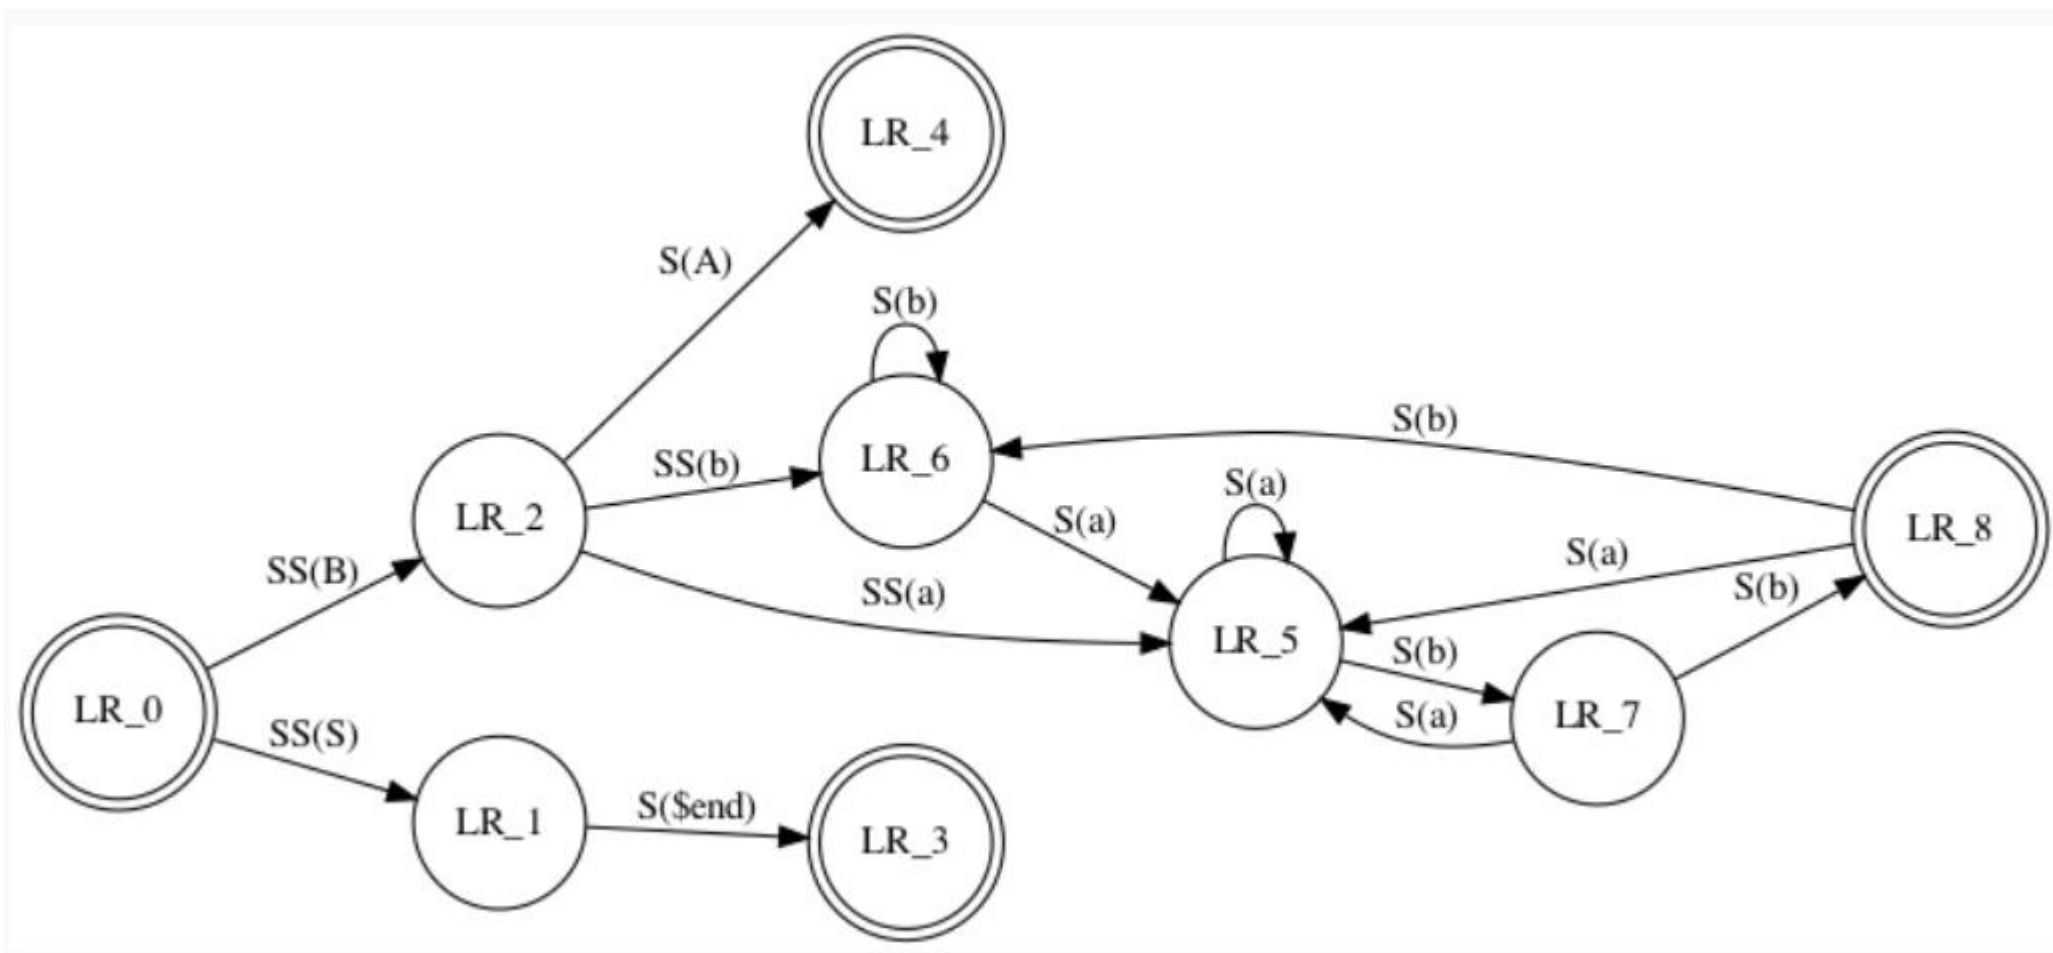 LR_4
S(A)
S(b)
S(b)
SS(b)
LR_6
S(a)
LR_2
S(a)
LR_8
SS(B)
SS(a)
S(a)
S(b)
LR_5
S(b)
LR_0
SS(S)
S(a)
LR_7
LR_1
S($end)
LR_3